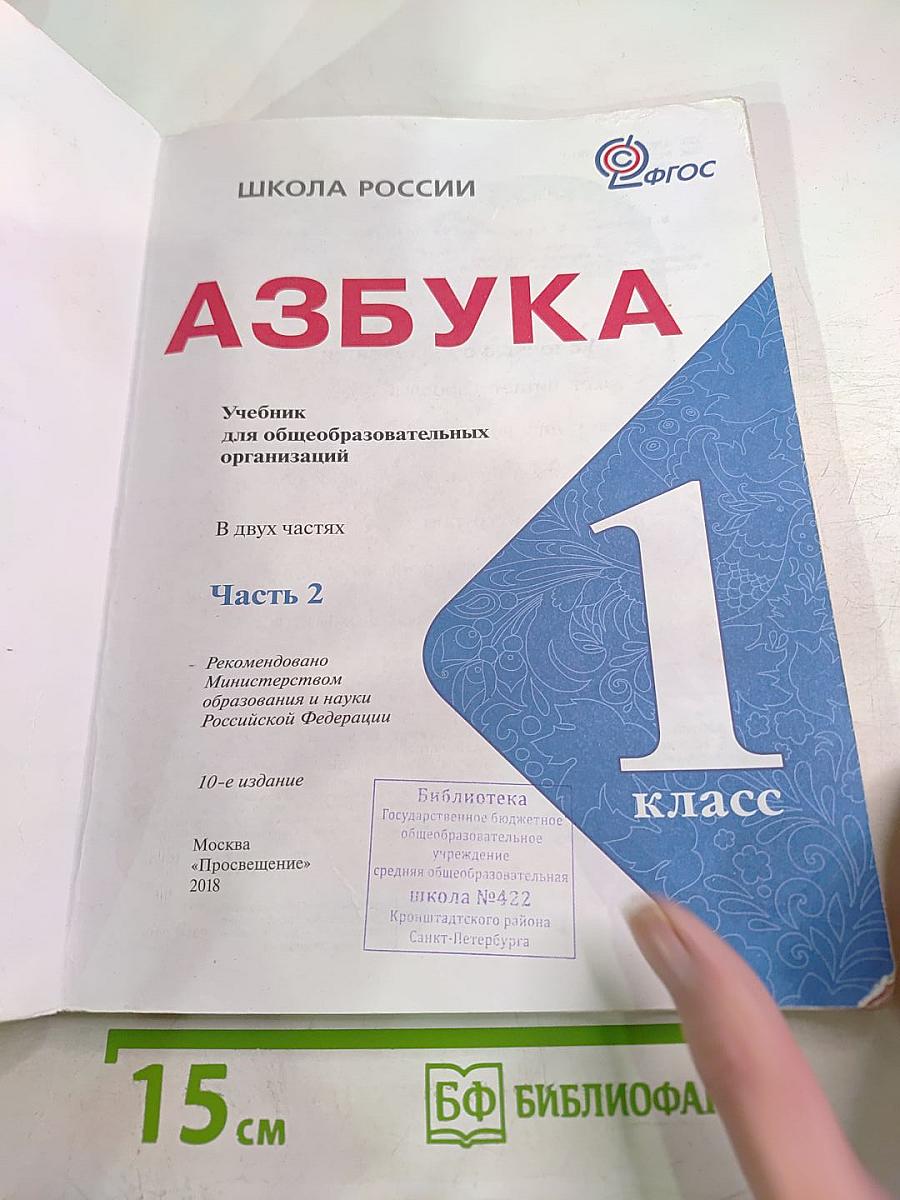 ШКОЛА РОССИИ
ФГОС
АЗБУКА
Учебник
для общеобразовательных
организаций
В двух частях
Часть 2
Рекомендовано
Министерством
образования и науки
Российской Федерации
10-е издание
Москва
«Просвещение»
2018
1
класс
Библиотека
Государственное бюджетное
общеобразовательное
учреждение
средняя общеобразовательная
школа №422
Кронштадтского района
Санкт-Петербурга
15 см
БФ